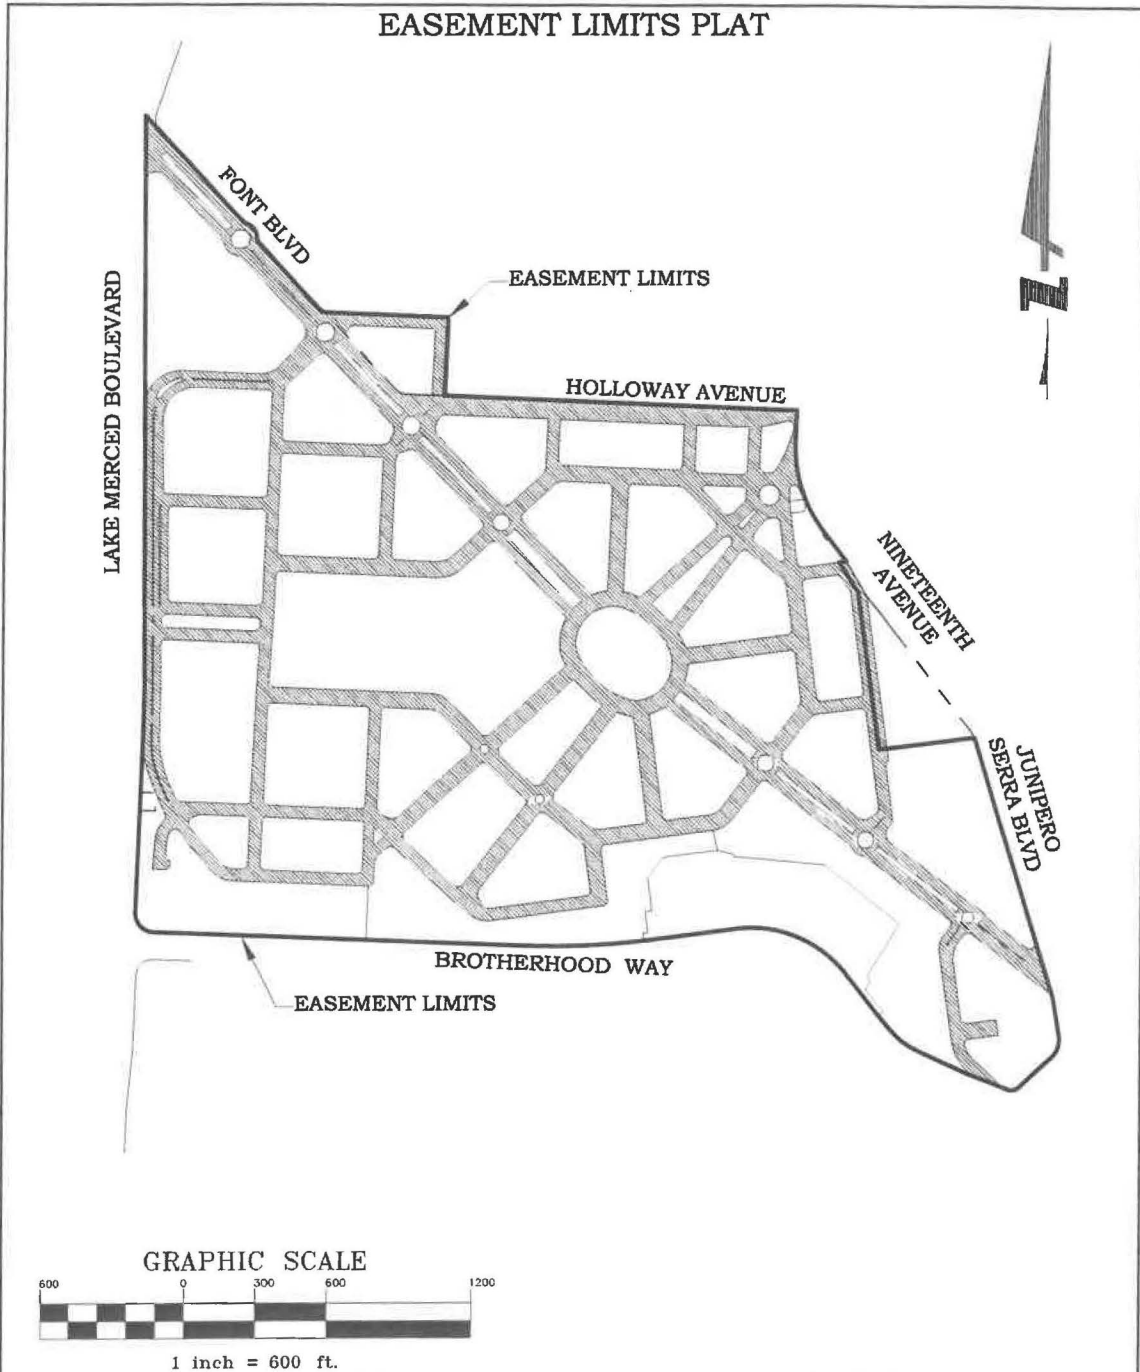 EASEMENT LIMITS PLAT
FONT BLVD
EASEMENT LIMITS
LAKE MERCED BOULEVARD
HOLLOWAY AVENUE
NINETEENTH
AVENUE
JUNIPERO
SERRA BLVD
BROTHERHOOD WAY
EASEMENT LIMITS
N
GRAPHIC SCALE
600 0 300 600 1200
1 inch = 600 ft.